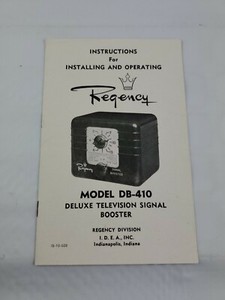 INSTRUCTIONS
For
INSTALLING AND OPERATING
Regency
Regency
MODEL DB-410
DELUXE TELEVISION SIGNAL
BOOSTER
REGENCY DIVISION
I. D. E. A., INC.
Indianapolis, Indiana